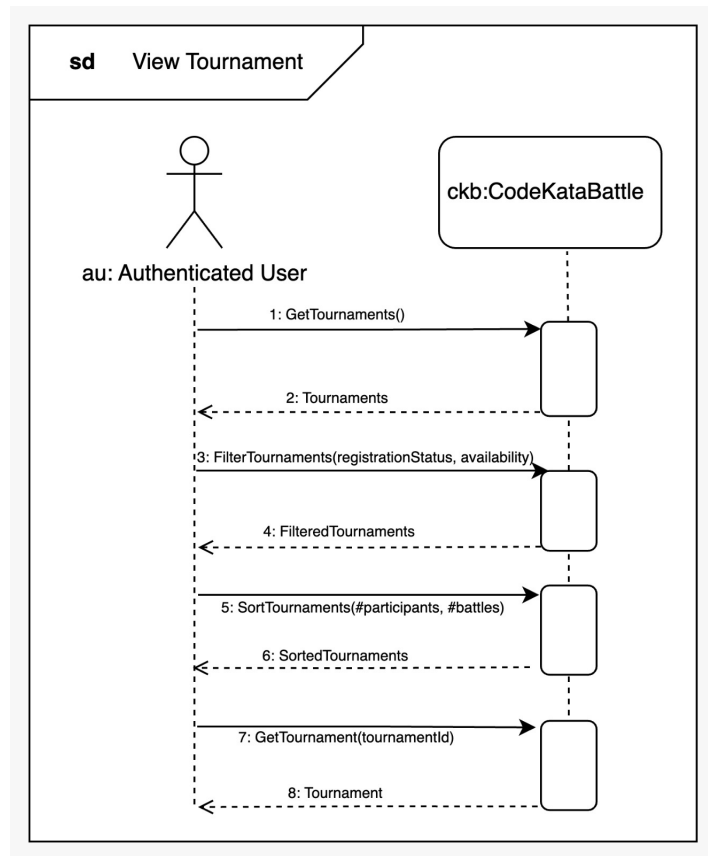 sd View Tournament
ckb:CodeKataBattle
au: Authenticated User
1: GetTournaments()
2: Tournaments
3: FilterTournaments(registrationStatus, availability)
4: FilteredTournaments
5: SortTournaments(#participants, #battles)
6: SortedTournaments
7: GetTournament(tournamentId)
8: Tournament